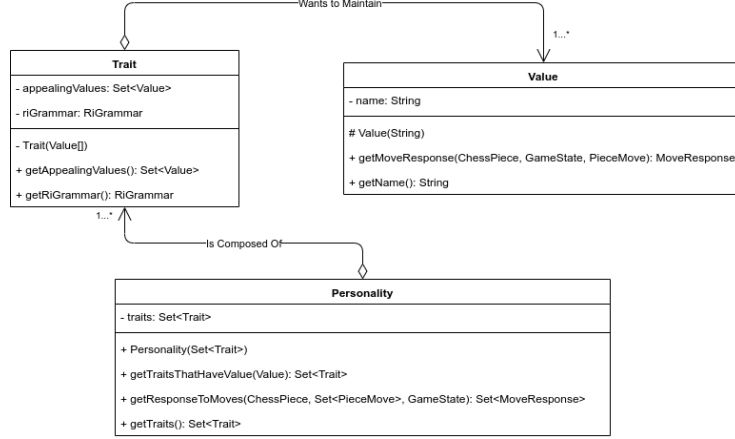 Wants to Maintain
1...*
Trait
- appealingValues: Set<Value>
- riGrammar: RiGrammar
- Trait(Value[])
+ getAppealingValues(): Set<Value>
+ getRiGrammar(): RiGrammar
Value
- name: String
# Value(String)
+ getMoveResponse(ChessPiece, GameState, PieceMove): MoveResponse
+ getName(): String
1...*
Is Composed Of
Personality
- traits: Set<Trait>
+ Personality(Set<Trait>)
+ getTraitsThatHaveValue(Value): Set<Trait>
+ getResponseToMoves(ChessPiece, Set<PieceMove>, GameState): Set<MoveResponse>
+ getTraits(): Set<Trait>